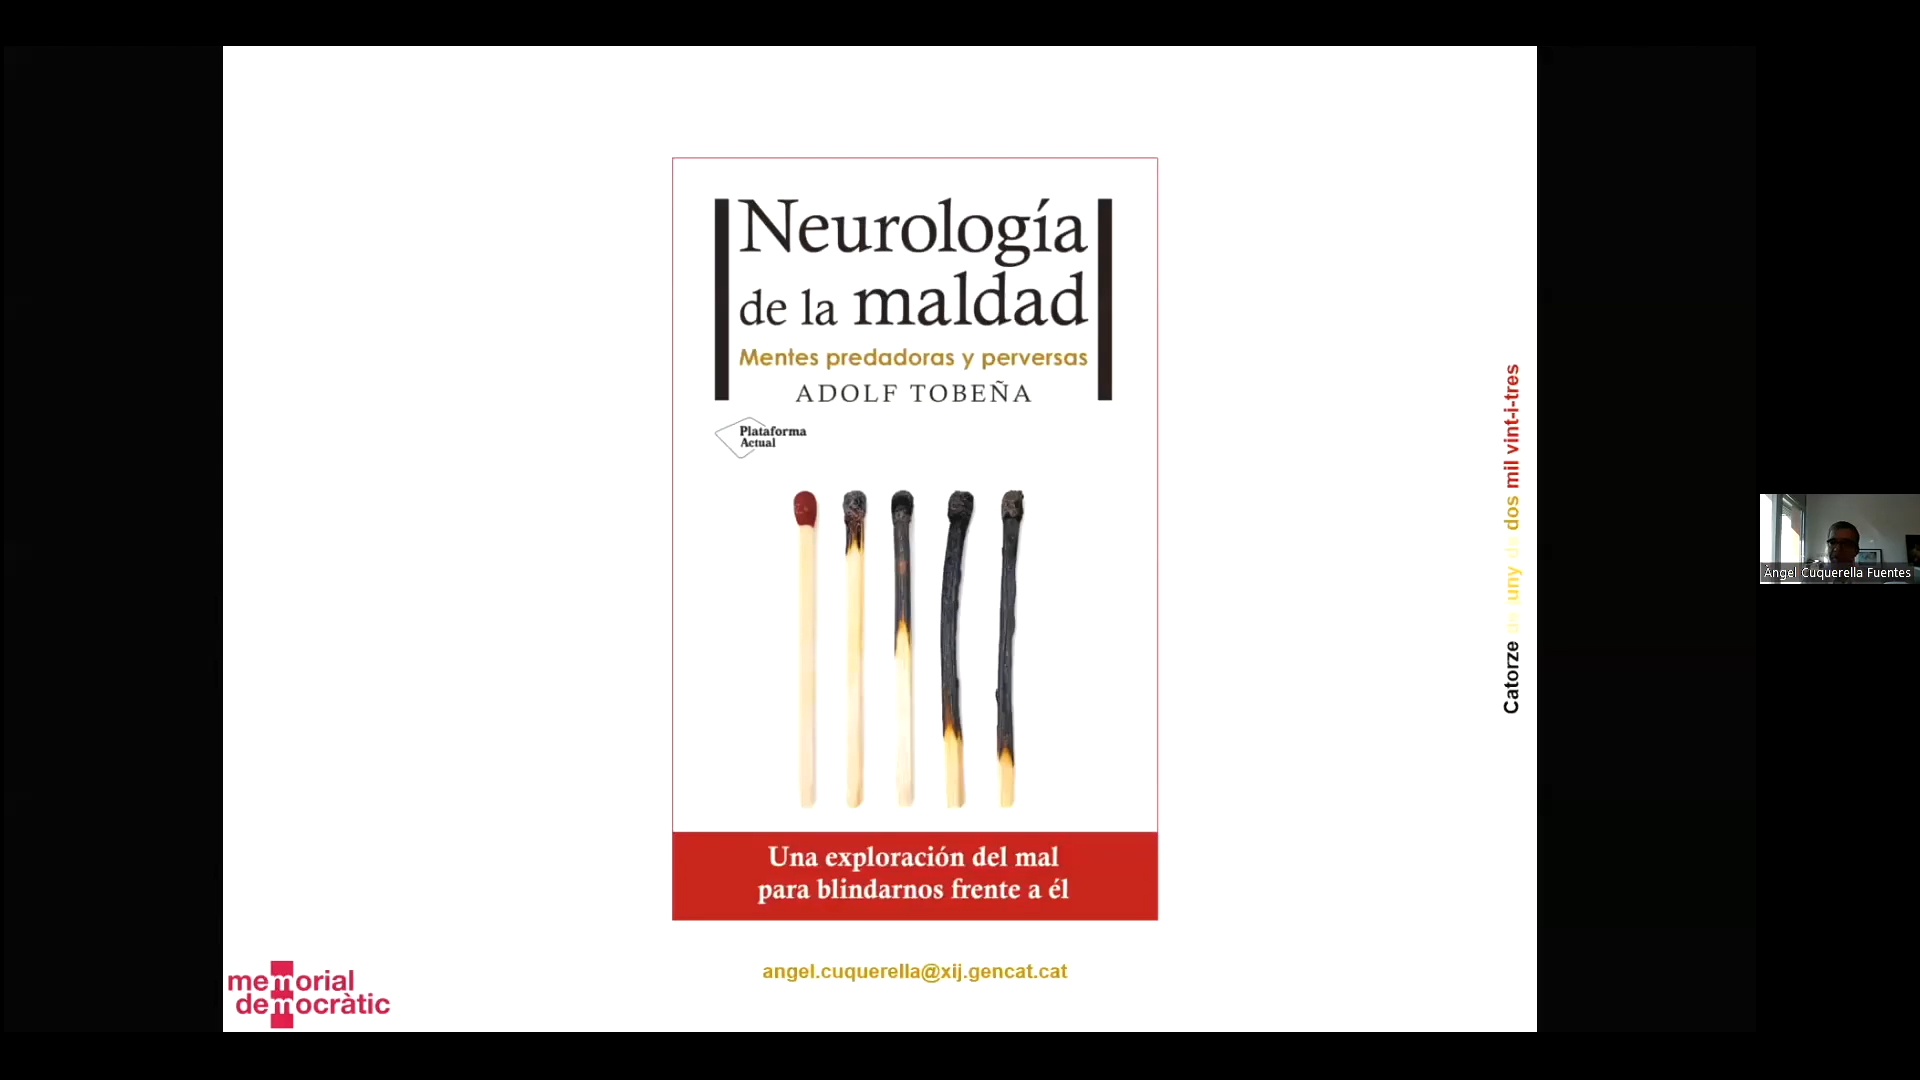 Neurología
de la maldad
Mentes predadoras y perversas
ADOLF TOBEÑA
Plataforma
Actual
Una exploración del mal
para blindarnos frente a él
angel.cuquerella@xij.gencat.cat
memorial
democràtic
Catorze de juny de dos mil vint-i-tres
Àngel Cuquerella Fuentes